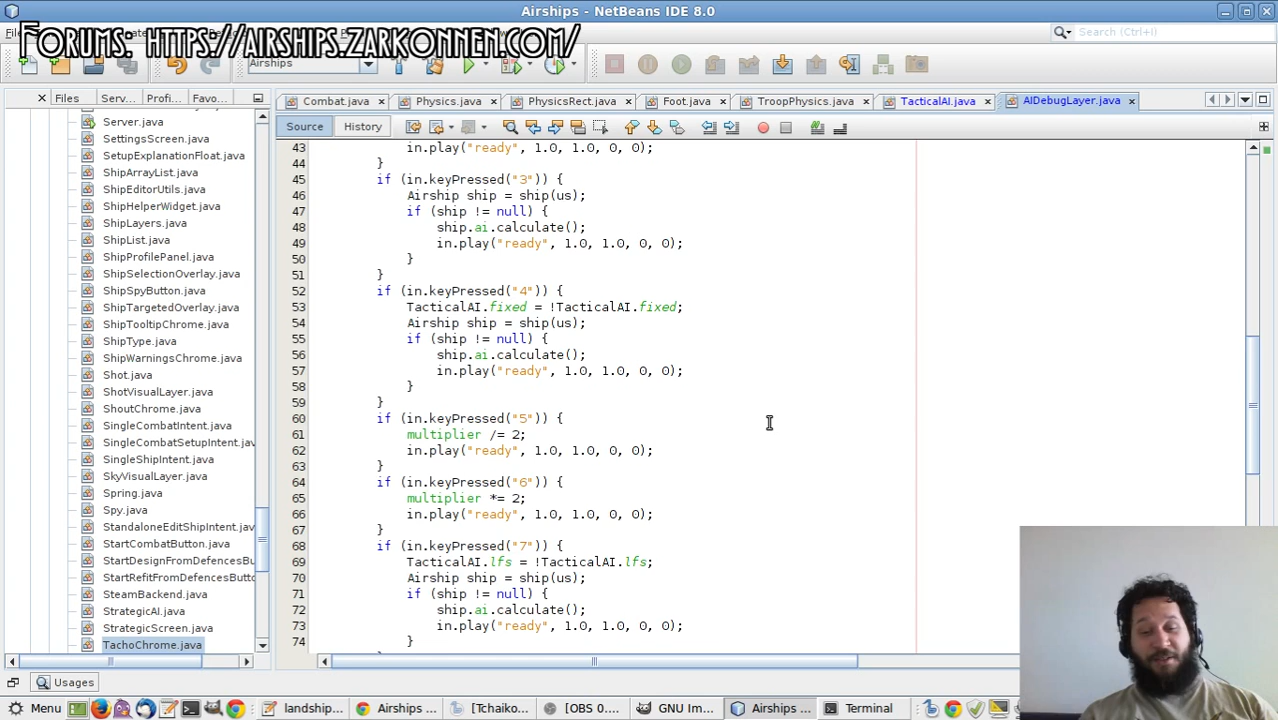 Airships - NetBeans IDE 8.0
FORUMS: HTTPS://AIRSHIPS.ZARKONNEN.COM/
Search (Ctrl+I)
Airships
Files Serv... Profi... Favo...
Combat.java Physics.java PhysicsRect.java Foot.java TroopPhysics.java TacticalAI.java AIDebugLayer.java
Source History
Server.java
SettingsScreen.java
SetupExplanationFloat.java
ShipArrayList.java
ShipEditorUtils.java
ShipHelperWidget.java
ShipLayers.java
ShipList.java
ShipProfilePanel.java
ShipSelectionOverlay.java
ShipSpyButton.java
ShipTargetedOverlay.java
ShipTooltipChrome.java
ShipType.java
ShipWarningsChrome.java
Shot.java
ShotVisualLayer.java
ShoutChrome.java
SingleCombatIntent.java
SingleCombatSetupIntent.java
SingleShipIntent.java
SkyVisualLayer.java
Spring.java
Spy.java
StandaloneEditShipIntent.java
StartCombatButton.java
StartDesignFromDefencesButto
StartRefitFromDefencesButto
SteamBackend.java
StrategicAI.java
StrategicScreen.java
TachoChrome.java
43 in.play("ready", 1.0, 1.0, 0, 0);
44 }
45 if (in.keyPressed("3")) {
46 Airship ship = ship(us);
47 if (ship != null) {
48 ship.ai.calculate();
49 in.play("ready", 1.0, 1.0, 0, 0);
50 }
51 }
52 if (in.keyPressed("4")) {
53 TacticalAI.fixed = !TacticalAI.fixed;
54 Airship ship = ship(us);
55 if (ship != null) {
56 ship.ai.calculate();
57 in.play("ready", 1.0, 1.0, 0, 0);
58 }
59 }
60 if (in.keyPressed("5")) {
61 multiplier /= 2;
62 in.play("ready", 1.0, 1.0, 0, 0);
63 }
64 if (in.keyPressed("6")) {
65 multiplier *= 2;
66 in.play("ready", 1.0, 1.0, 0, 0);
67 }
68 if (in.keyPressed("7")) {
69 TacticalAI.lfs = !TacticalAI.lfs;
70 Airship ship = ship(us);
71 if (ship != null) {
72 ship.ai.calculate();
73 in.play("ready", 1.0, 1.0, 0, 0);
74 }
Usages
Menu landship... Airships ... [Tchaiko... [OBS 0.... GNU Im... Airships ... Terminal